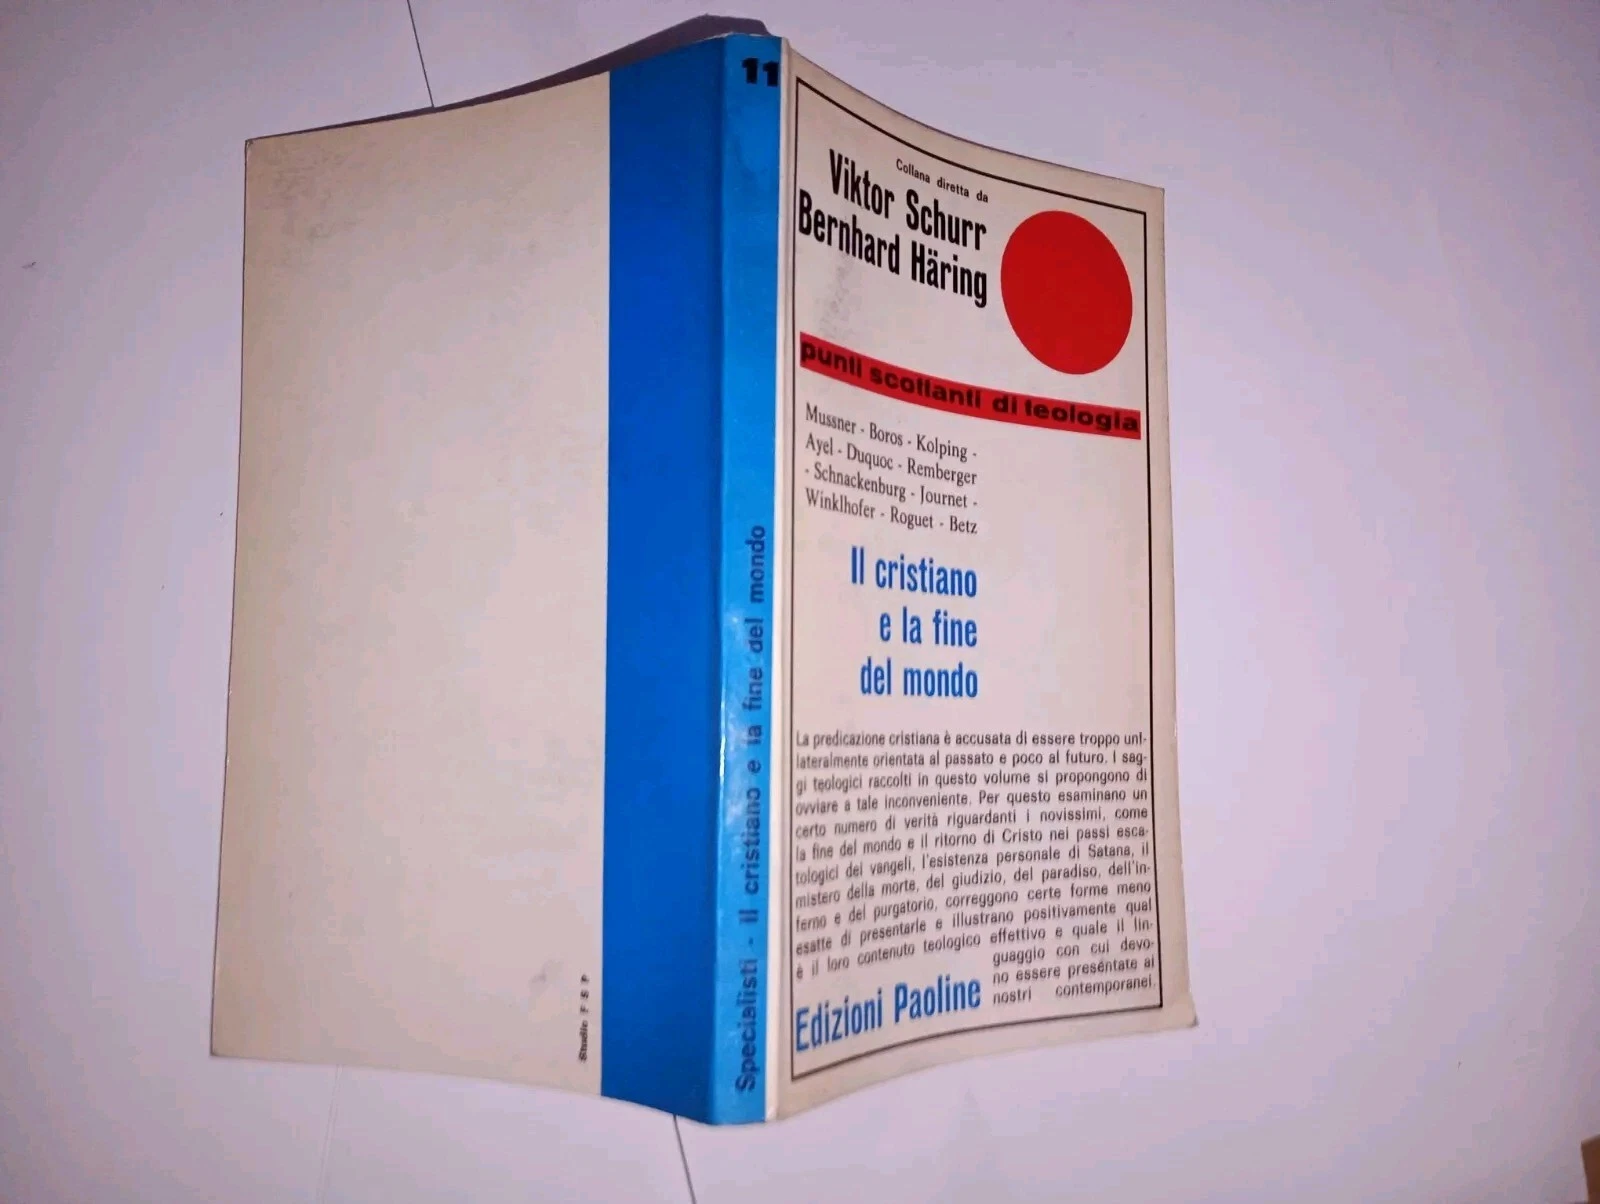 11
Specialisti - Il cristiano e la fine del mondo
Studio F S P
Collana diretta da
Viktor Schurr
Bernhard Häring
punti scottanti di teologia
Mussner - Boros - Kolping -
Ayel - Duquoc - Remberger
- Schnackenburg - Journet -
Winklhofer - Roguet - Betz
Il cristiano
e la fine
del mondo
La predicazione cristiana è accusata di essere troppo uni-
lateralmente orientata al passato e poco al futuro. I sag-
gi teologici raccolti in questo volume si propongono di
ovviare a tale inconveniente. Per questo esaminano un
certo numero di verità riguardanti i novissimi, come
la fine del mondo e il ritorno di Cristo nei passi esca-
tologici dei vangeli, l'esistenza personale di Satana, il
mistero della morte, del giudizio, del paradiso, dell'in-
ferno e del purgatorio, correggono certe forme meno
esatte di presentarle e illustrano positivamente qual
è il loro contenuto teologico effettivo e quale il lin-
guaggio con cui devo-
no essere presentate ai
nostri contemporanei.
Edizioni Paoline